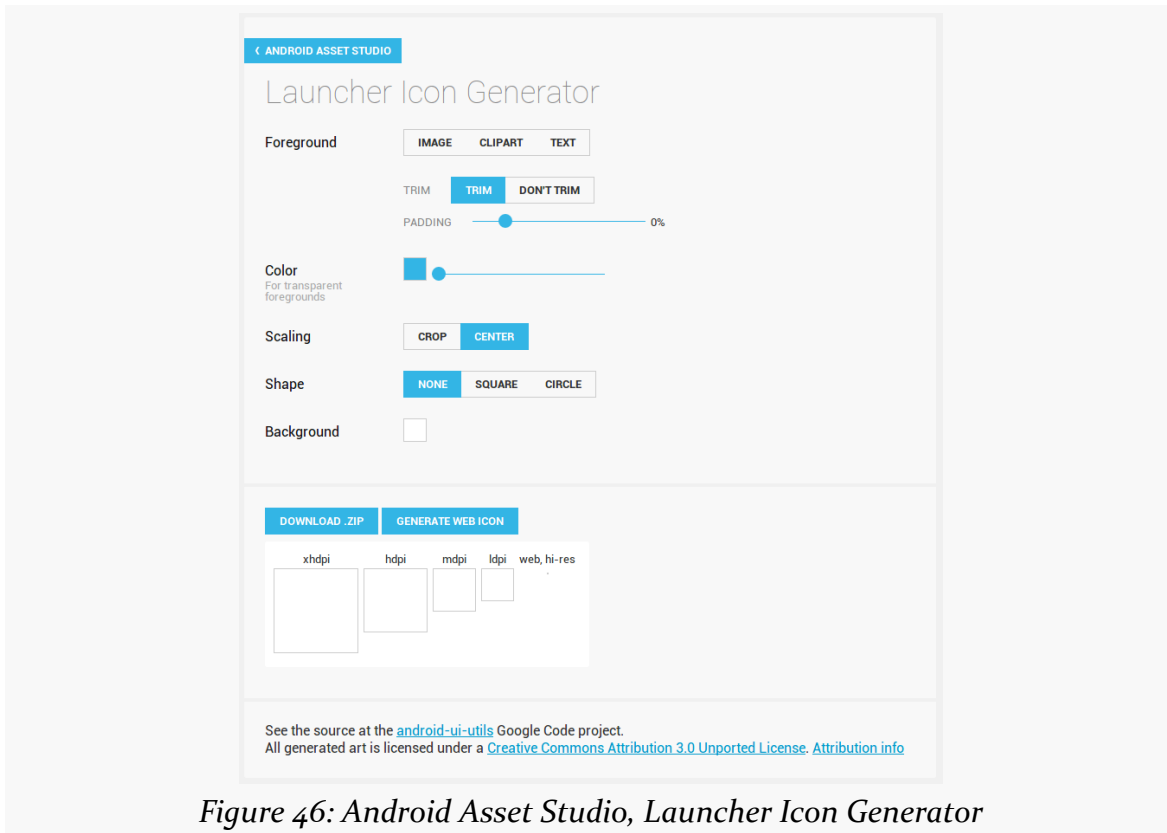 ‹ ANDROID ASSET STUDIO
Launcher Icon Generator
Foreground IMAGE CLIPART TEXT
TRIM TRIM DON'T TRIM
PADDING 0%
Color
For transparent
foregrounds
Scaling CROP CENTER
Shape NONE SQUARE CIRCLE
Background
DOWNLOAD .ZIP GENERATE WEB ICON
xhdpi hdpi mdpi ldpi web, hi-res
See the source at the android-ui-utils Google Code project.
All generated art is licensed under a Creative Commons Attribution 3.0 Unported License. Attribution info
Figure 46: Android Asset Studio, Launcher Icon Generator